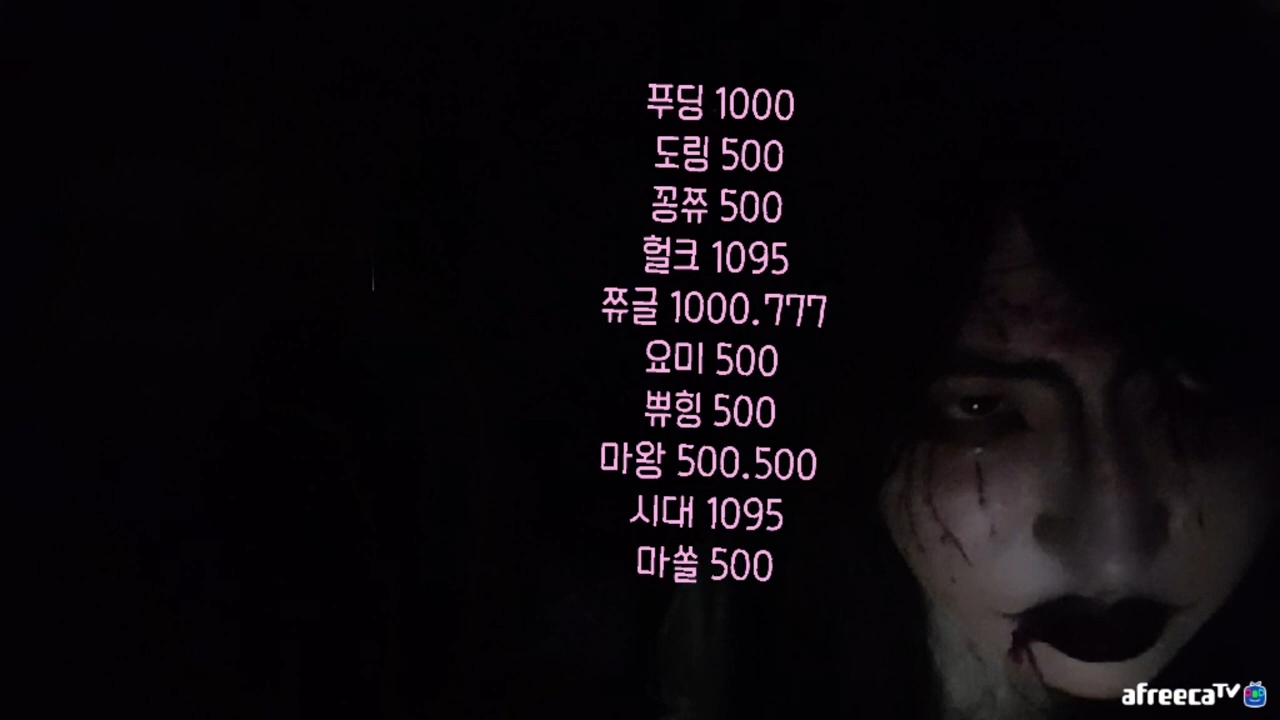 푸딩 1000
도링 500
꽁쮸 500
헐크 1095
쮸글 1000.777
요미 500
쀼힝 500
마왕 500.500
시대 1095
마쏠 500
afreecaTV